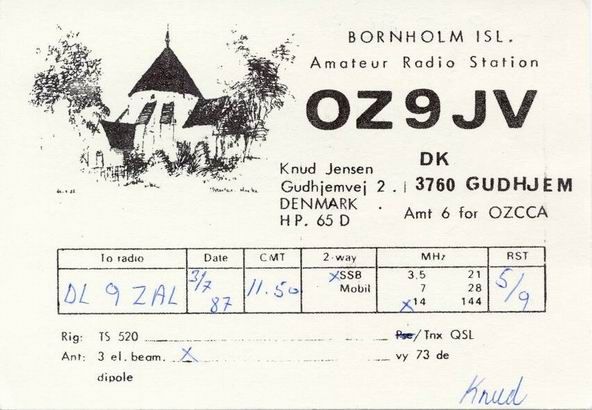 BORNHOLM ISL.
Amateur Radio Station
OZ9JV
DK
Knud Jensen
Gudhjemvej 2. 3760 GUDHJEM
DENMARK
HP. 65 D Amt 6 for OZCCA
To radio Date CMT 2-way MHz RST
DL 9 ZAL 3/7 87 11.50 XSSB 3.5 21 5/9
Mobil 7 28
X14 144
Rig: TS 520 Pse/Tnx QSL
Ant: 3 el. beam. X vy 73 de
dipole
Knud